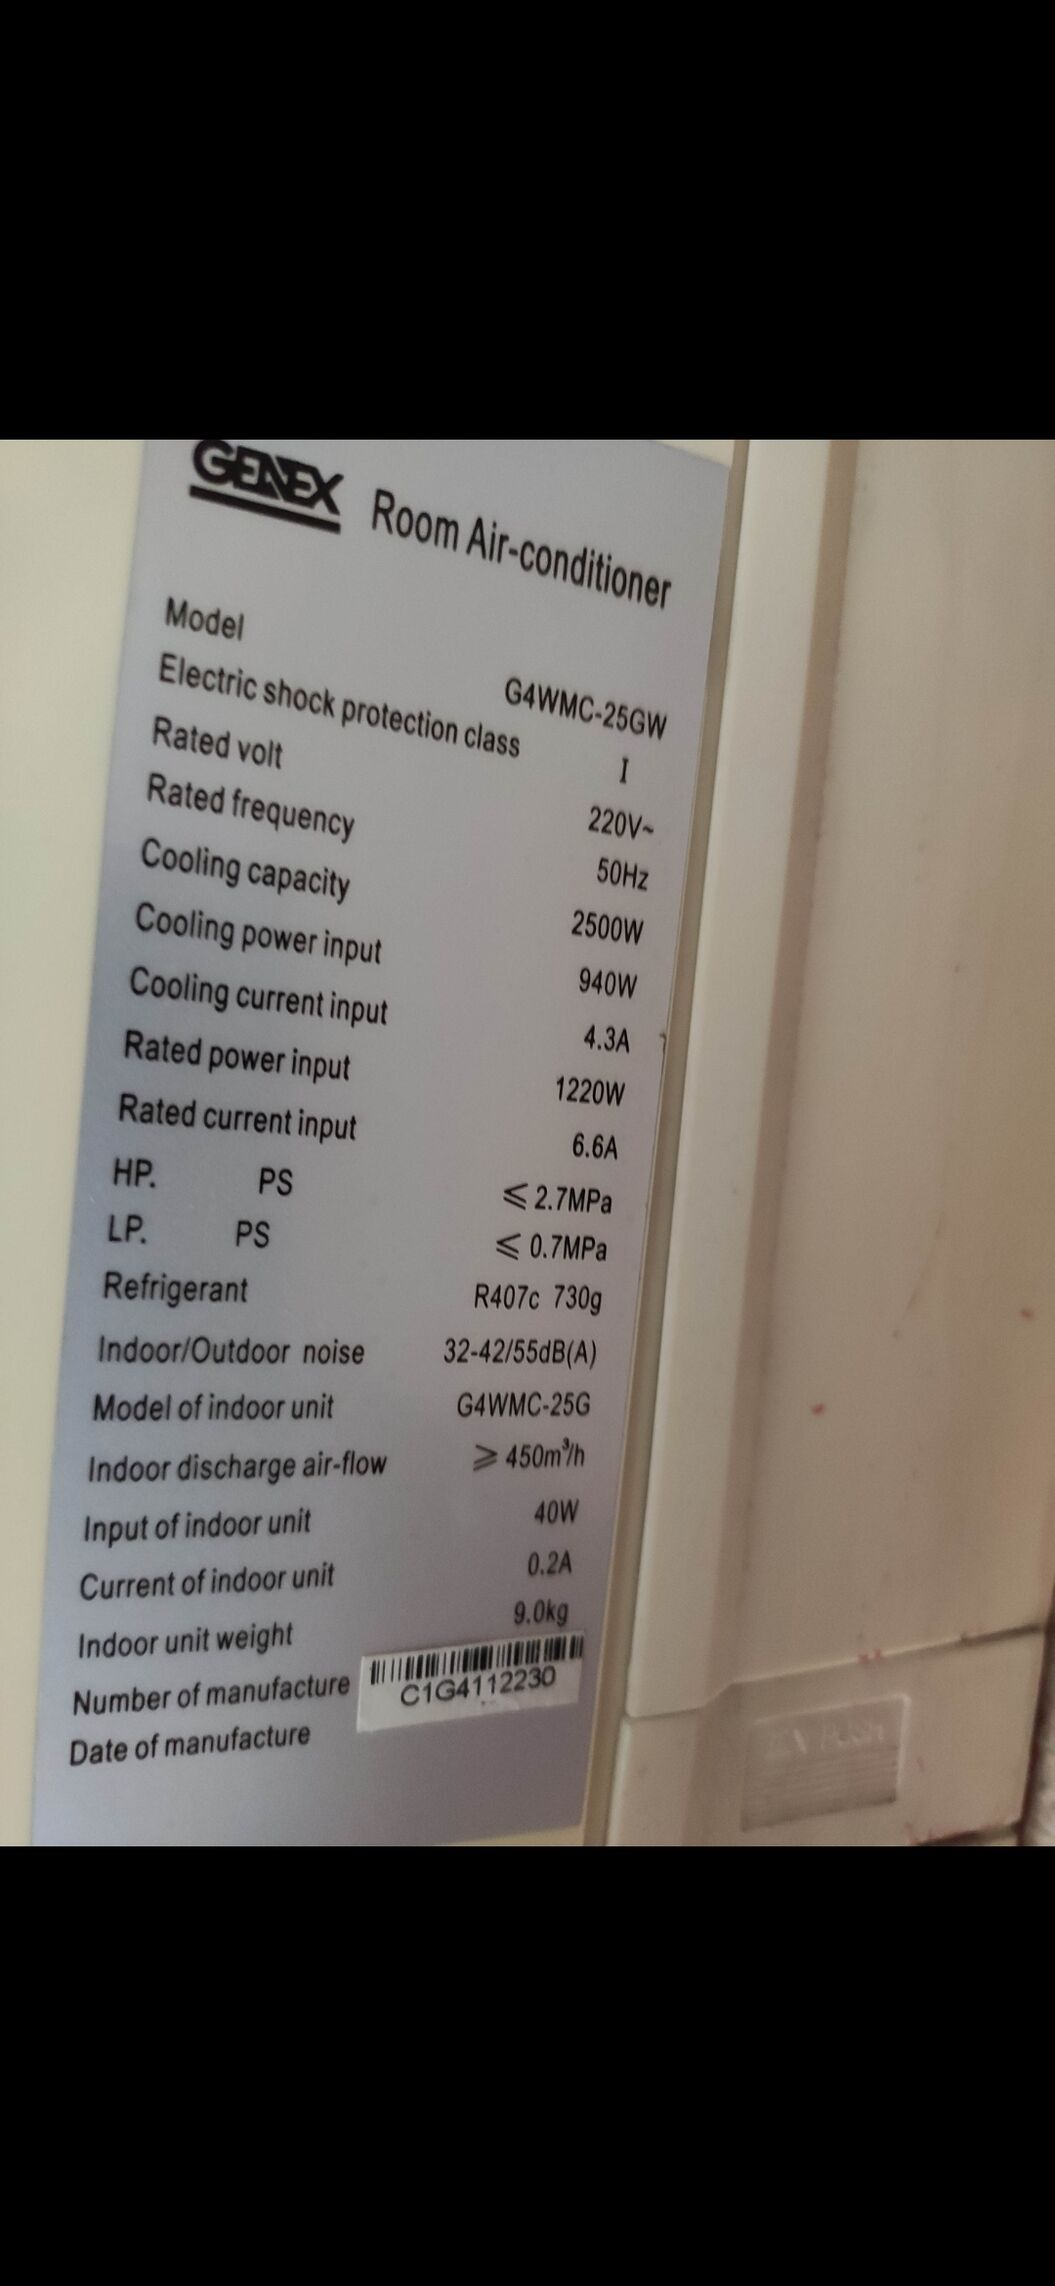 GENEX Room Air-conditioner
Model G4WMC-25GW
Electric shock protection class I
Rated volt 220V~
Rated frequency 50Hz
Cooling capacity 2500W
Cooling power input 940W
Cooling current input 4.3A
Rated power input 1220W
Rated current input 6.6A
HP. PS ⩽ 2.7MPa
LP. PS ⩽ 0.7MPa
Refrigerant R407c 730g
Indoor/Outdoor noise 32-42/55dB(A)
Model of indoor unit G4WMC-25G
Indoor discharge air-flow ⩾ 450m³/h
Input of indoor unit 40W
Current of indoor unit 0.2A
Indoor unit weight 9.0kg
Number of manufacture C1G4112230
Date of manufacture
PUSH